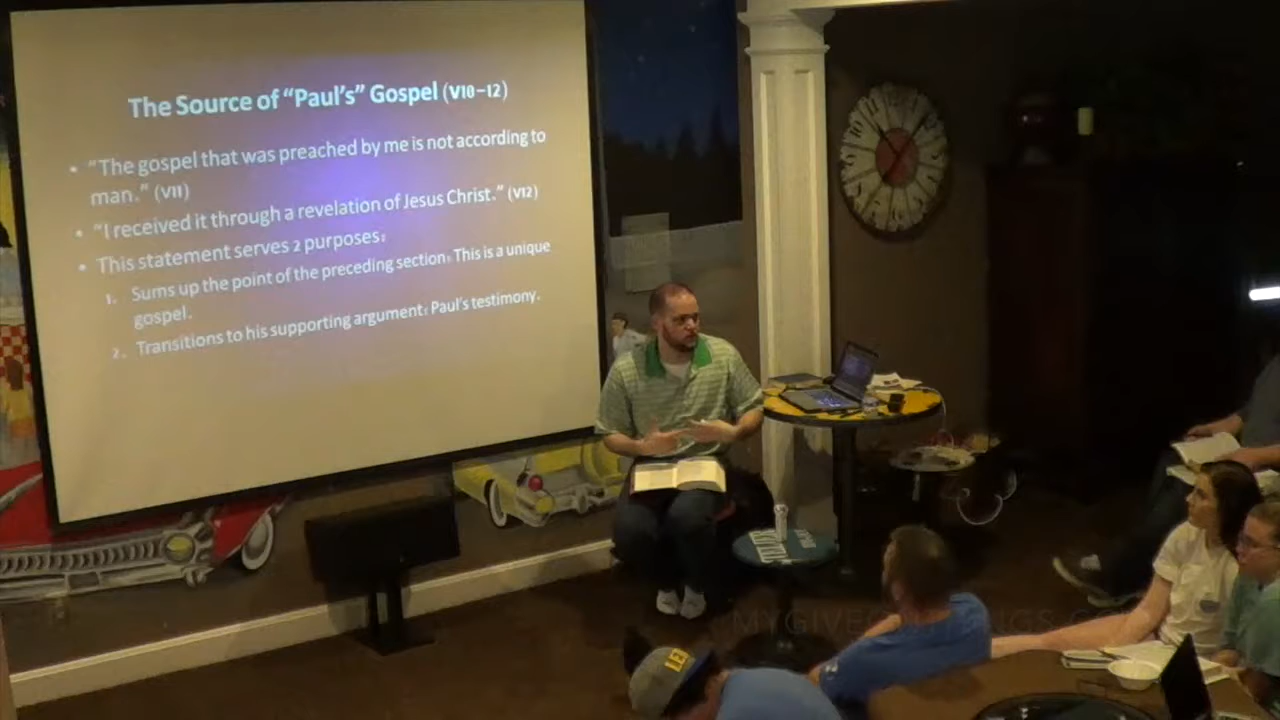 The Source of “Paul’s” Gospel (V10-12)
• “The gospel that was preached by me is not according to
man.” (V11)
• “I received it through a revelation of Jesus Christ.” (V12)
• This statement serves 2 purposes:
1. Sums up the point of the preceding section: This is a unique
gospel.
2. Transitions to his supporting argument: Paul’s testimony.